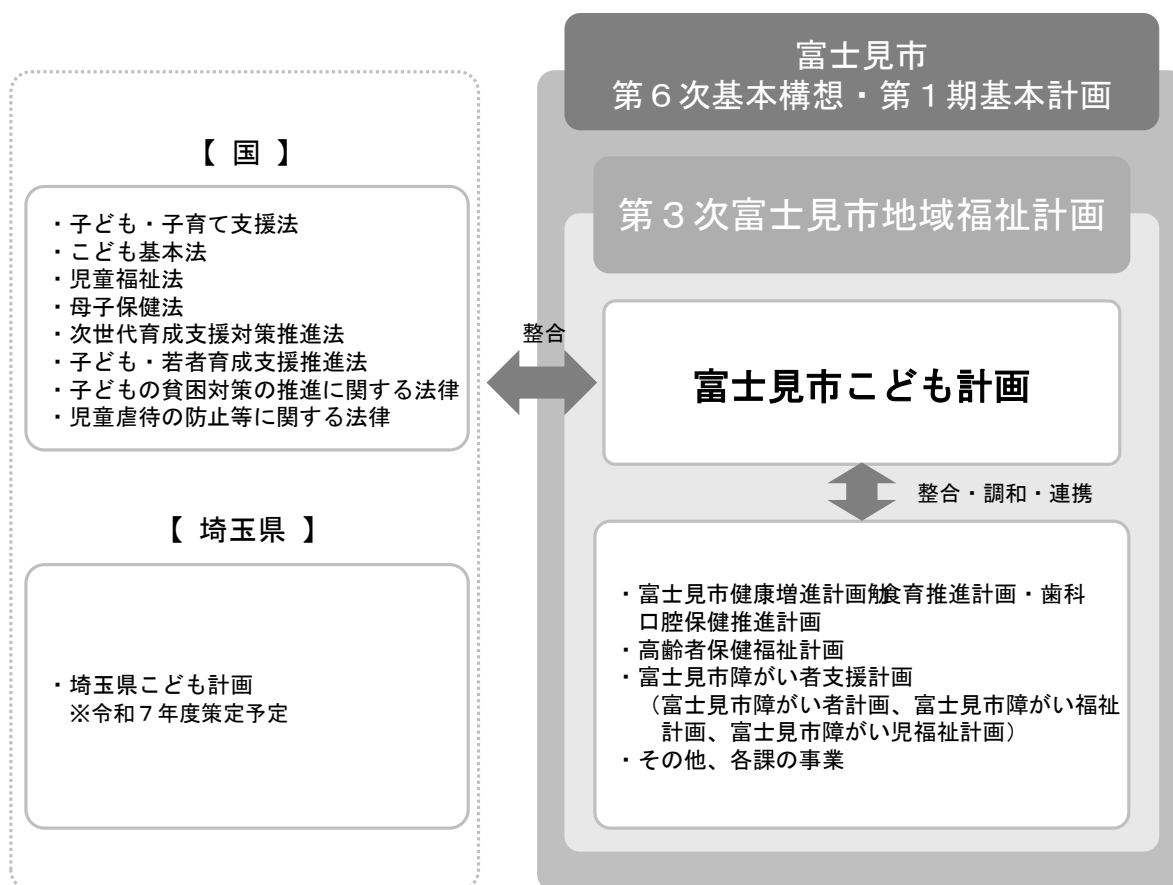 富士見市
第６次基本構想・第１期基本計画
【 国 】
・子ども・子育て支援法
・こども基本法
・児童福祉法
・母子保健法
・次世代育成支援対策推進法
・子ども・若者育成支援推進法
・子どもの貧困対策の推進に関する法律
・児童虐待の防止等に関する法律
【 埼玉県 】
・埼玉県こども計画
※令和７年度策定予定
整合
第３次富士見市地域福祉計画
富士見市こども計画
整合・調和・連携
・富士見市健康増進計画 食育推進計画・歯科
口腔保健推進計画
・高齢者保健福祉計画
・富士見市障がい者支援計画
（富士見市障がい者計画、富士見市障がい福祉
計画、富士見市障がい児福祉計画）
・その他、各課の事業